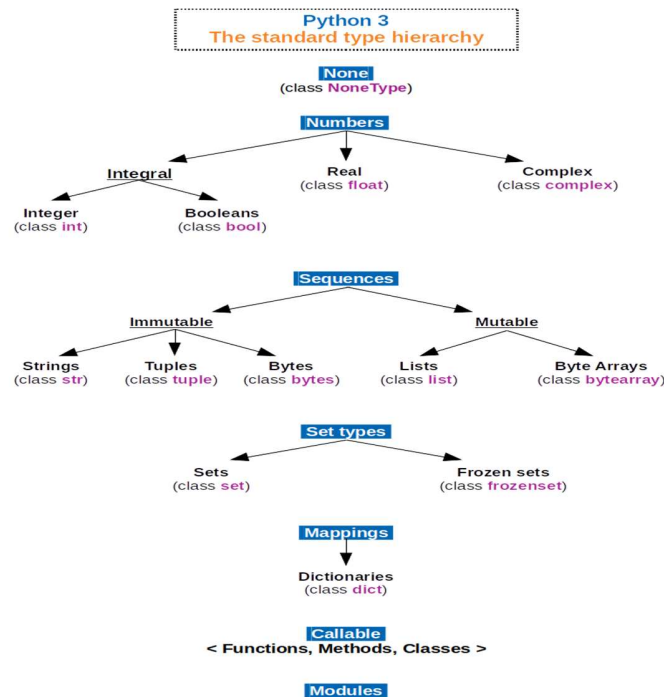 Python 3
The standard type hierarchy
None
(class NoneType)
Numbers
Integral
Real
(class float)
Complex
(class complex)
Integer
(class int)
Booleans
(class bool)
Sequences
Immutable
Mutable
Strings
(class str)
Tuples
(class tuple)
Bytes
(class bytes)
Lists
(class list)
Byte Arrays
(class bytearray)
Set types
Sets
(class set)
Frozen sets
(class frozenset)
Mappings
Dictionaries
(class dict)
Callable
< Functions, Methods, Classes >
Modules